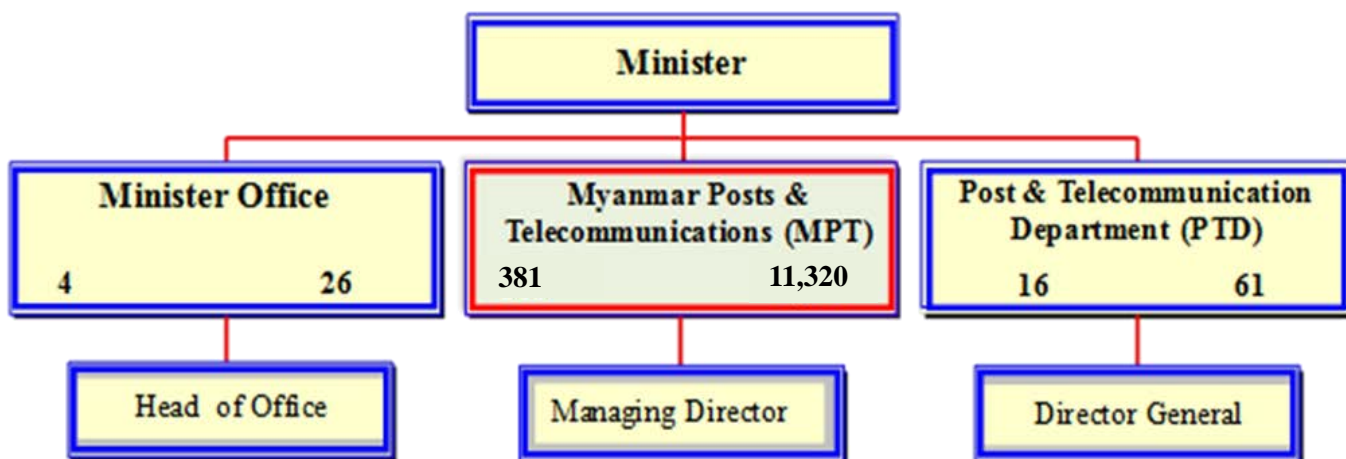 Minister
Minister Office
4 26
Myanmar Posts &
Telecommunications (MPT)
381 11,320
Post & Telecommunication
Department (PTD)
16 61
Head of Office
Managing Director
Director General